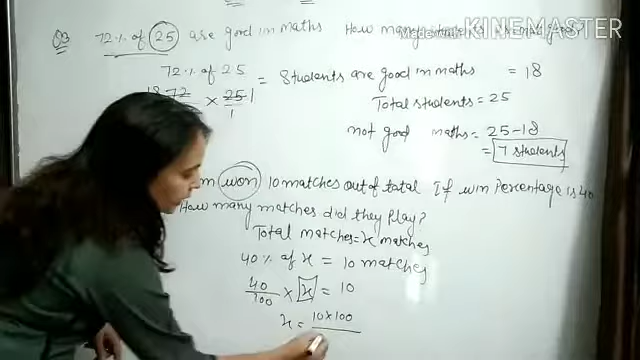 Q3 72% of 25 are good in maths How many
KINEMASTER
72% of 25 = Students are good in maths = 18
18 72 × 25 1
1
Total students = 25
not good maths = 25-18
= 7 students
won 10 matches out of total If win Percentage is 40
How many matches did they Play?
Total matches = x matches
40% of x = 10 matches
40/100 × x = 10
x = 10×100